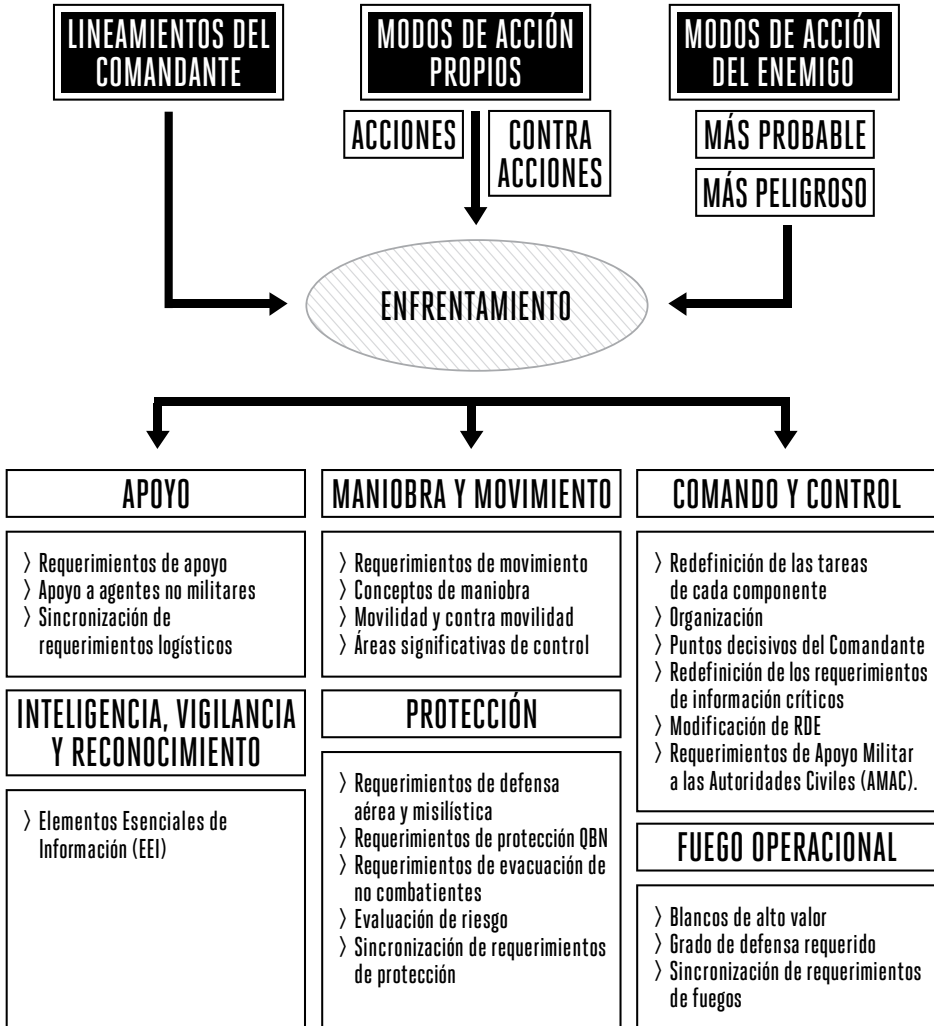 LINEAMIENTOS DEL
COMANDANTE
MODOS DE ACCIÓN
PROPIOS
ACCIONES
CONTRA
ACCIONES
MODOS DE ACCIÓN
DEL ENEMIGO
MÁS PROBABLE
MÁS PELIGROSO
ENFRENTAMIENTO
APOYO
〉Requerimientos de apoyo
〉Apoyo a agentes no militares
〉Sincronización de
requerimientos logísticos
INTELIGENCIA, VIGILANCIA
Y RECONOCIMIENTO
〉Elementos Esenciales de
Información (EEI)
MANIOBRA Y MOVIMIENTO
〉Requerimientos de movimiento
〉Conceptos de maniobra
〉Movilidad y contra movilidad
〉Áreas significativas de control
PROTECCIÓN
〉Requerimientos de defensa
aérea y misilística
〉Requerimientos de protección QBN
〉Requerimientos de evacuación de
no combatientes
〉Evaluación de riesgo
〉Sincronización de requerimientos
de protección
COMANDO Y CONTROL
〉Redefinición de las tareas
de cada componente
〉Organización
〉Puntos decisivos del Comandante
〉Redefinición de los requerimientos
de información críticos
〉Modificación de RDE
〉Requerimientos de Apoyo Militar
a las Autoridades Civiles (AMAC).
FUEGO OPERACIONAL
〉Blancos de alto valor
〉Grado de defensa requerido
〉Sincronización de requerimientos
de fuegos